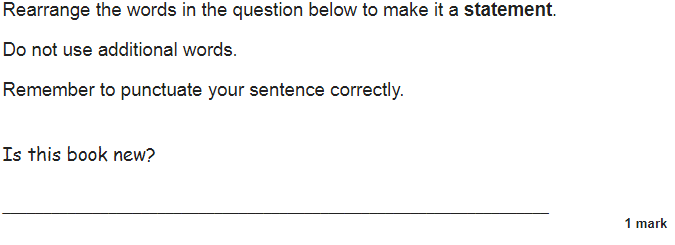 Rearrange the words in the question below to make it a statement.
Do not use additional words.
Remember to punctuate your sentence correctly.
Is this book new?
1 mark